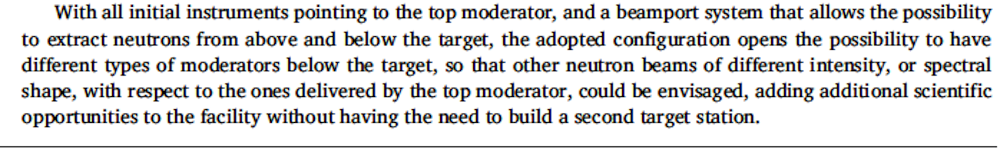 With all initial instruments pointing to the top moderator, and a beamport system that allows the possibility
to extract neutrons from above and below the target, the adopted configuration opens the possibility to have
different types of moderators below the target, so that other neutron beams of different intensity, or spectral
shape, with respect to the ones delivered by the top moderator, could be envisaged, adding additional scientific
opportunities to the facility without having the need to build a second target station.